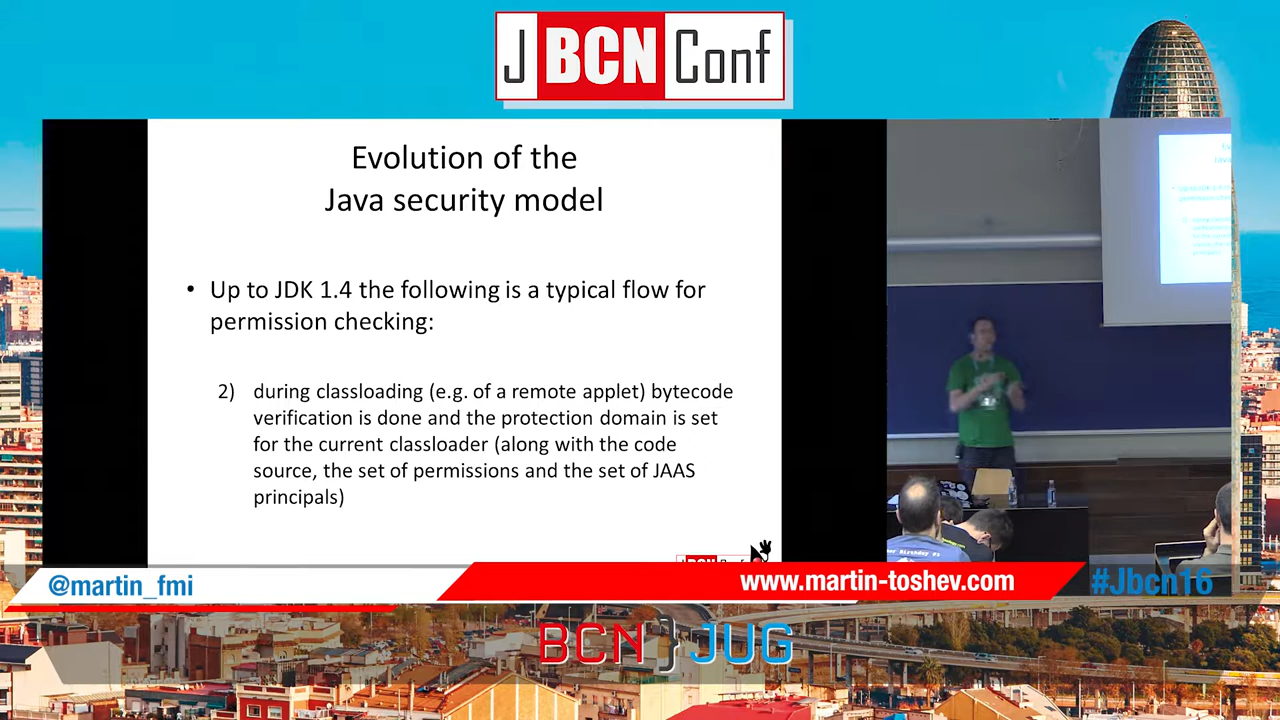 J BCN Conf
Evolution of the
Java security model
• Up to JDK 1.4 the following is a typical flow for
permission checking:
2) during classloading (e.g. of a remote applet) bytecode
verification is done and the protection domain is set
for the current classloader (along with the code
source, the set of permissions and the set of JAAS
principals)
@martin_fmi
www.martin-toshev.com
#Jbcn16
BCN JUG